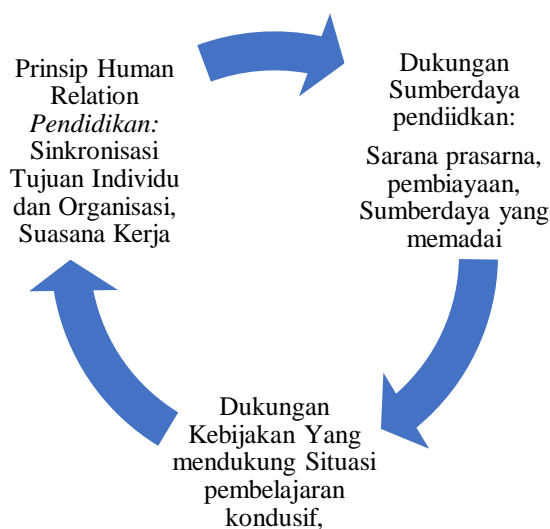 Prinsip Human
Relation
Pendidikan:
Sinkronisasi
Tujuan Individu
dan Organisasi,
Suasana Kerja
Dukungan
Sumberdaya
pendiidkan:
Sarana prasarna,
pembiayaan,
Sumberdaya yang
memadai
Dukungan
Kebijakan Yang
mendukung Situasi
pembelajaran
kondusif,